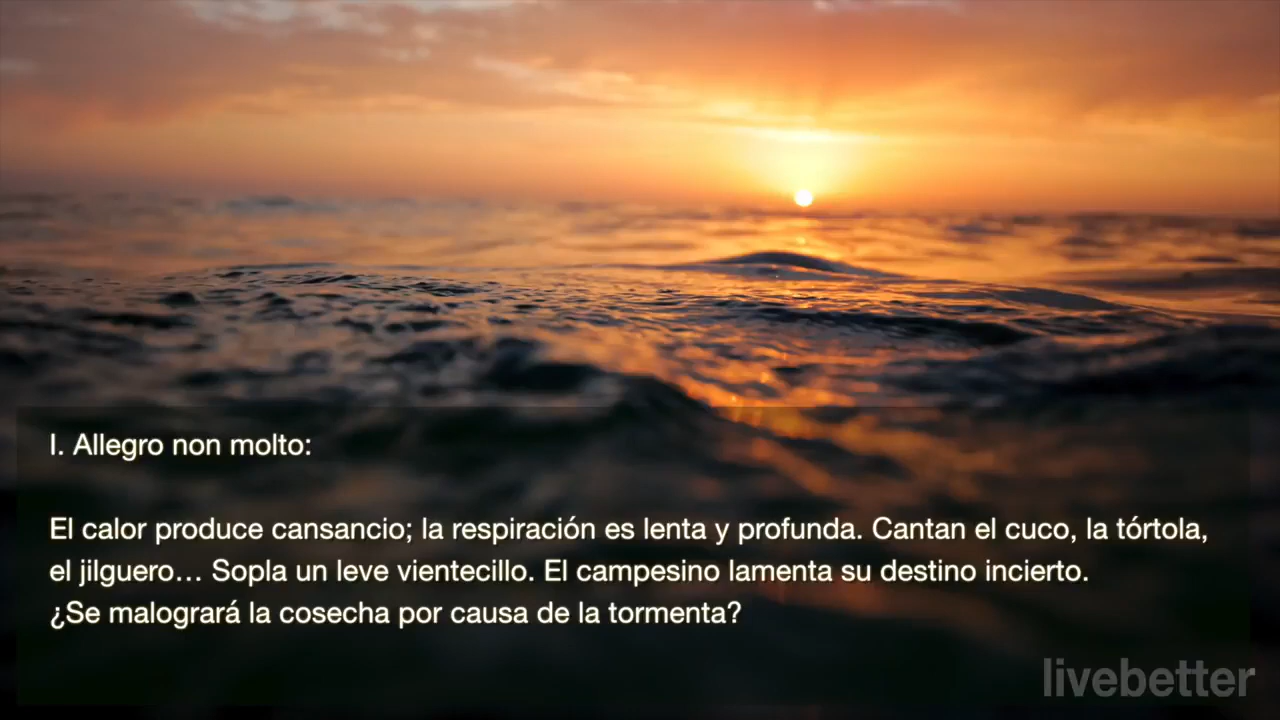 I. Allegro non molto:
El calor produce cansancio; la respiración es lenta y profunda. Cantan el cuco, la tórtola,
el jilguero… Sopla un leve vientecillo. El campesino lamenta su destino incierto.
¿Se malogrará la cosecha por causa de la tormenta?
livebetter